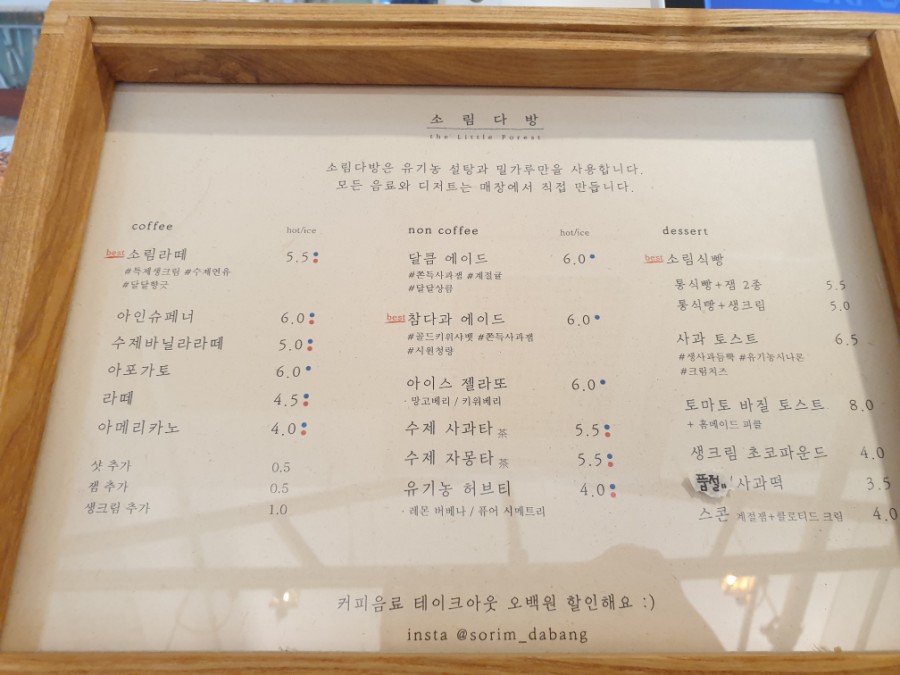 소림다방
the Little Forest
소림다방은 유기농 설탕과 밀가루만을 사용합니다.
모든 음료와 디저트는 매장에서 직접 만듭니다.
coffee hot/ice
best 소림라떼 5.5
#특제생크림 #수제연유
#달달향긋
아인슈페너 6.0
수제바닐라라떼 5.0
아포가토 6.0
라떼 4.5
아메리카노 4.0
샷 추가 0.5
잼 추가 0.5
생크림 추가 1.0
non coffee hot/ice
달큼 에이드 6.0
#쫀득사과잼 #제절귤
#달달상큼
best 참다과 에이드 6.0
#골드키위샤벳 #쫀득사과잼
#시원청량
아이스 젤라또 6.0
· 망고베리 / 키위베리
수제 사과타 茶 5.5
수제 자몽타 茶 5.5
유기농 허브티 4.0
· 레몬 버베나 / 퓨어 시메트리
dessert
best 소림식빵
통식빵+잼 2종 5.5
통식빵+생크림 5.0
사과 토스트 6.5
#생사과듬뿍 #유기농시나몬
#크림치즈
토마토 바질 토스트 8.0
+ 홈메이드 피클
생크림 초코파운드 4.0
품절 사과떡 3.5
스콘 계절잼+클로티드 크림 4.0
커피음료 테이크아웃 오백원 할인해요 :)
insta @sorim_dabang